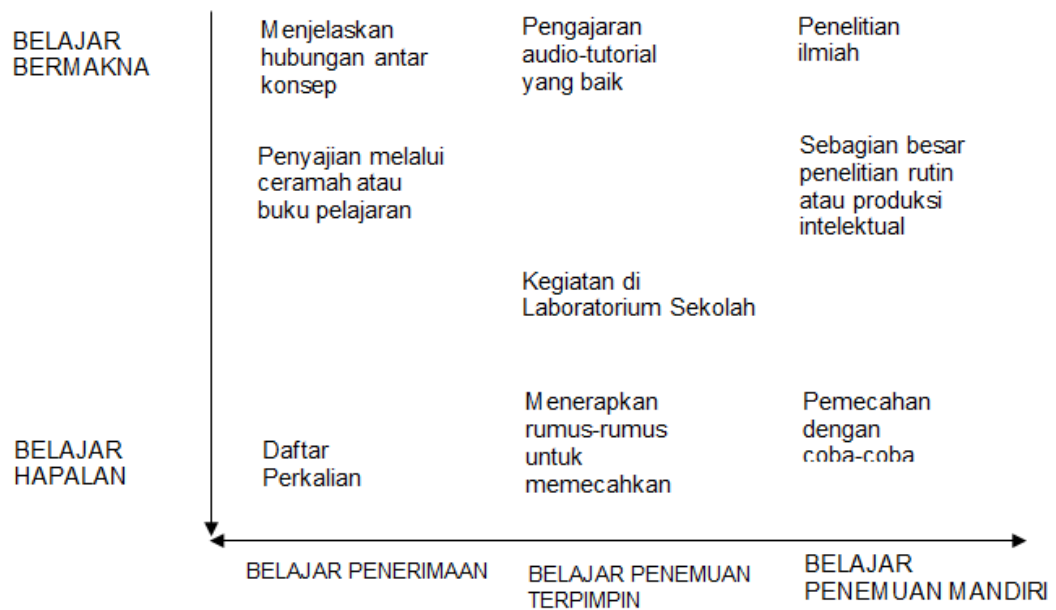 BELAJAR
BERMAKNA
Menjelaskan
hubungan antar
konsep
Pengajaran
audio-tutorial
yang baik
Penelitian
ilmiah
Penyajian melalui
ceramah atau
buku pelajaran
Sebagian besar
penelitian rutin
atau produksi
intelektual
Kegiatan di
Laboratorium Sekolah
BELAJAR
HAPALAN
Daftar
Perkalian
Menerapkan
rumus-rumus
untuk
memecahkan
Pemecahan
dengan
coba-coba
BELAJAR PENERIMAAN
BELAJAR PENEMUAN
TERPIMPIN
BELAJAR
PENEMUAN MANDIRI